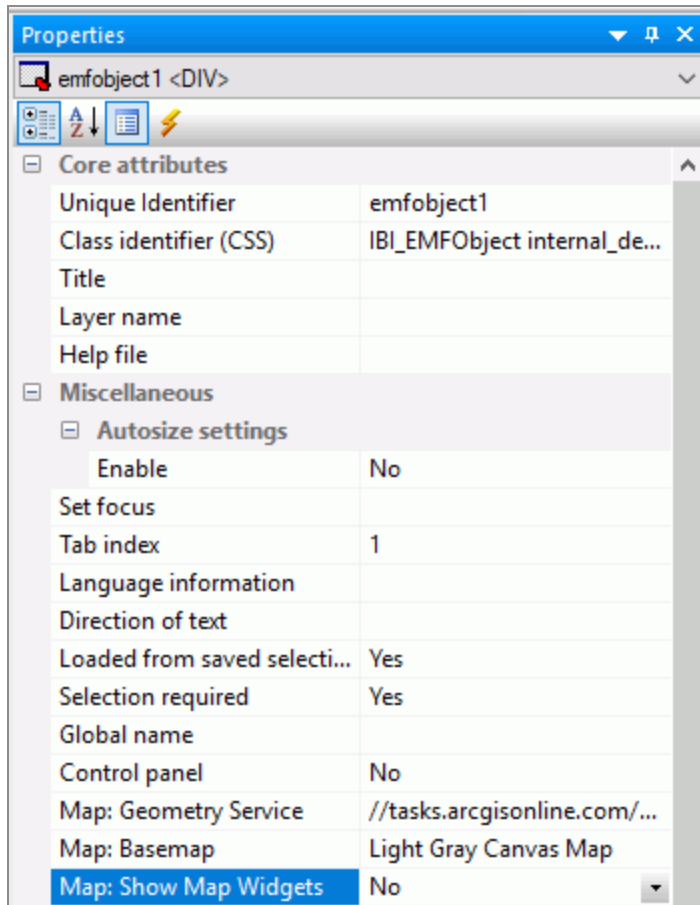 Properties
emfobject1 <DIV>
Core attributes
Unique Identifier emfobject1
Class identifier (CSS) IBI_EMFObject internal_de...
Title
Layer name
Help file
Miscellaneous
Autosize settings
Enable No
Set focus
Tab index 1
Language information
Direction of text
Loaded from saved selecti... Yes
Selection required Yes
Global name
Control panel No
Map: Geometry Service //tasks.arcgisonline.com/...
Map: Basemap Light Gray Canvas Map
Map: Show Map Widgets No